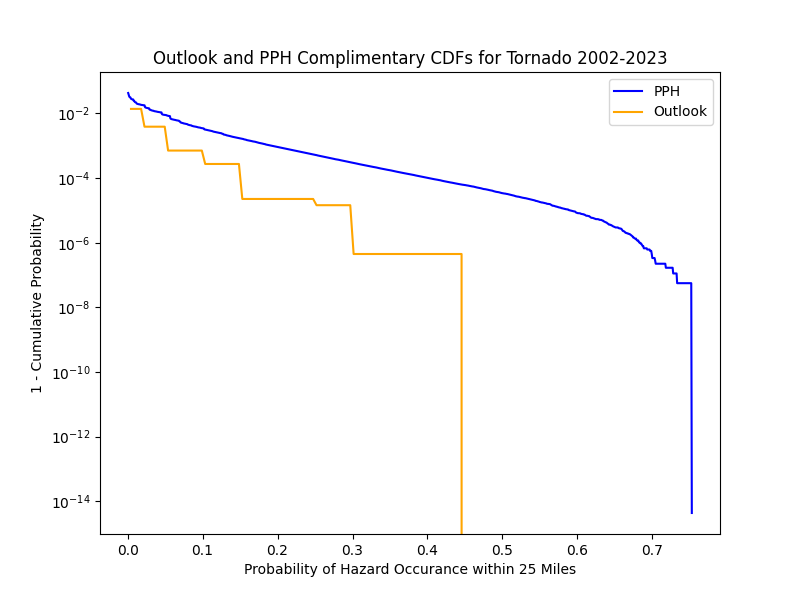 Outlook and PPH Complimentary CDFs for Tornado 2002-2023
PPH
Outlook
1 - Cumulative Probability
10⁻²
10⁻⁴
10⁻⁶
10⁻⁸
10⁻¹⁰
10⁻¹²
10⁻¹⁴
0.0 0.1 0.2 0.3 0.4 0.5 0.6 0.7
Probability of Hazard Occurance within 25 Miles